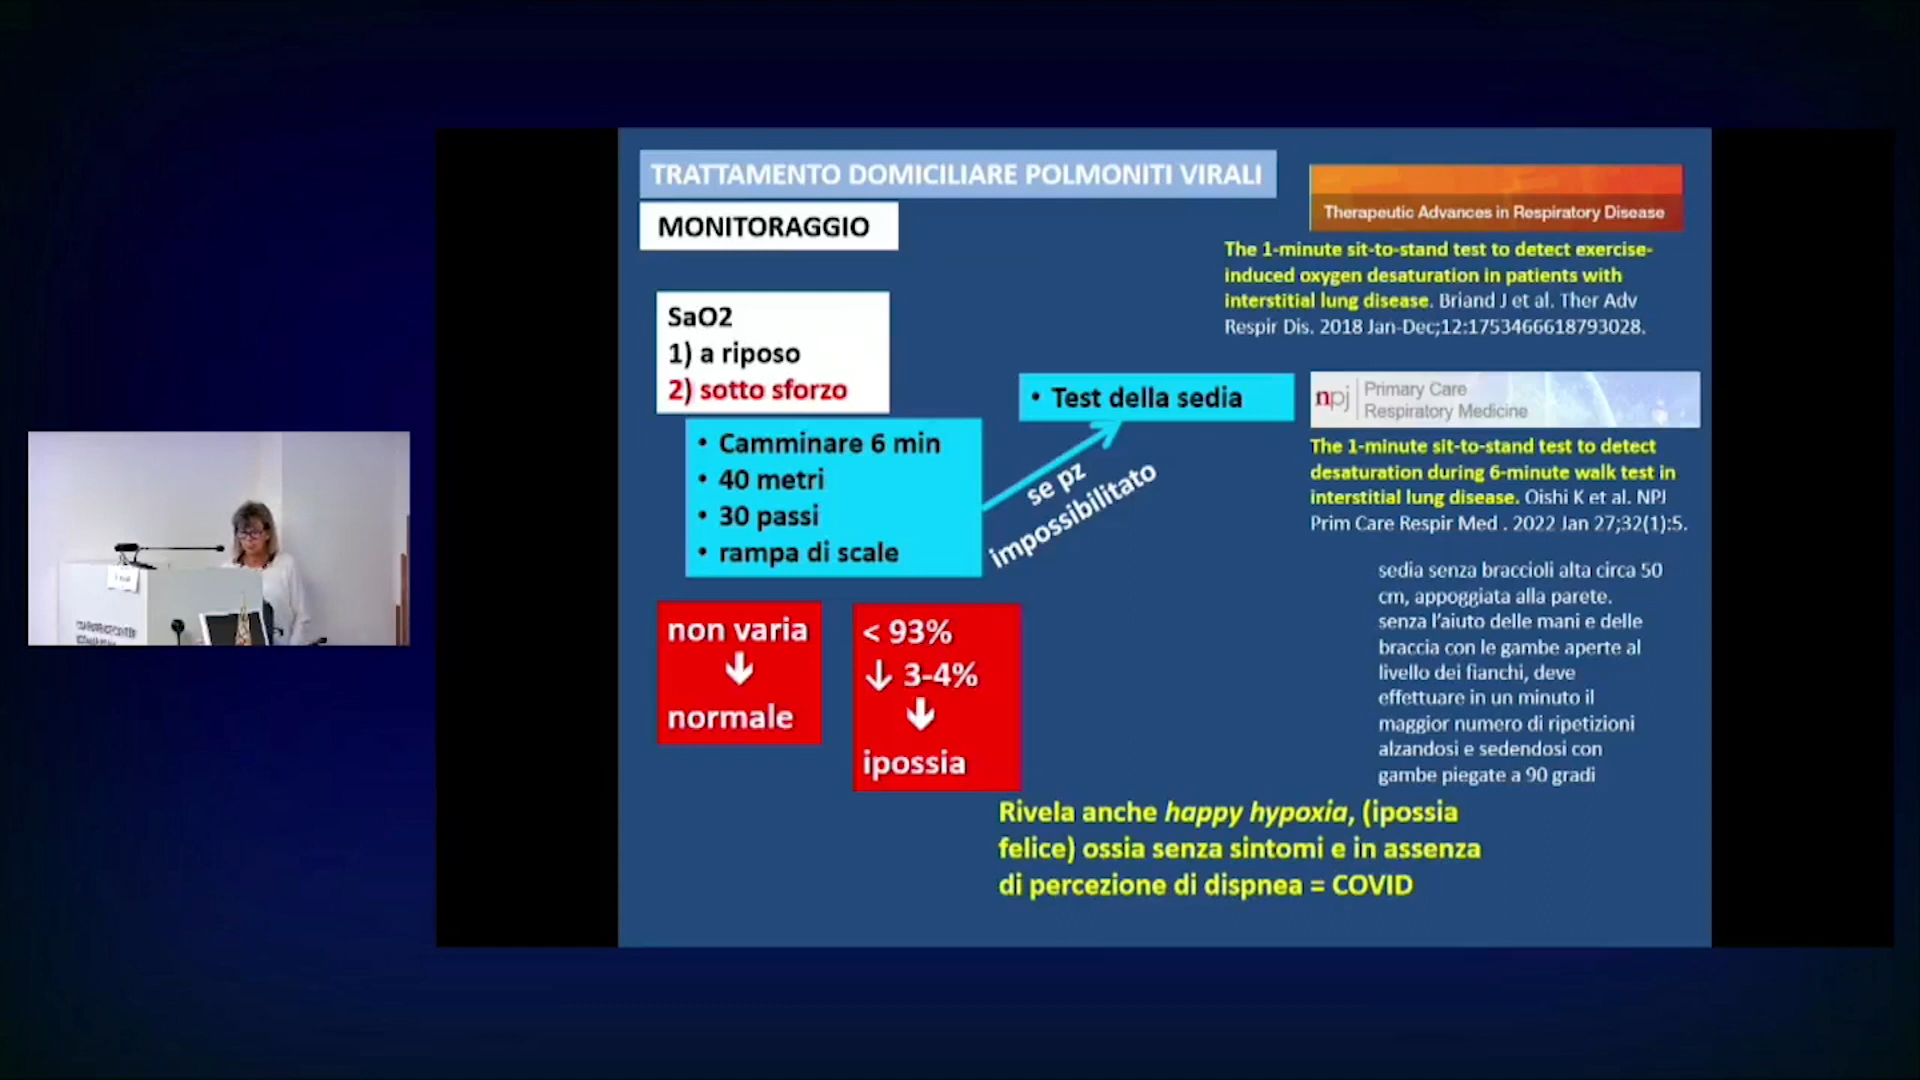 TRATTAMENTO DOMICILIARE POLMONITI VIRALI
MONITORAGGIO
SaO2
1) a riposo
2) sotto sforzo
• Camminare 6 min
• 40 metri
• 30 passi
• rampa di scale
se pz
impossibilitato
• Test della sedia
non varia
normale
< 93%
↓ 3-4%
ipossia
Therapeutic Advances in Respiratory Disease
The 1-minute sit-to-stand test to detect exercise-
induced oxygen desaturation in patients with
interstitial lung disease. Briand J et al. Ther Adv
Respir Dis. 2018 Jan-Dec;12:1753466618793028.
npj
Primary Care
Respiratory Medicine
The 1-minute sit-to-stand test to detect
desaturation during 6-minute walk test in
interstitial lung disease. Oishi K et al. NPJ
Prim Care Respir Med . 2022 Jan 27;32(1):5.
sedia senza braccioli alta circa 50
cm, appoggiata alla parete.
senza l'aiuto delle mani e delle
braccia con le gambe aperte al
livello dei fianchi, deve
effettuare in un minuto il
maggior numero di ripetizioni
alzandosi e sedendosi con
gambe piegate a 90 gradi
Rivela anche happy hypoxia, (ipossia
felice) ossia senza sintomi e in assenza
di percezione di dispnea = COVID